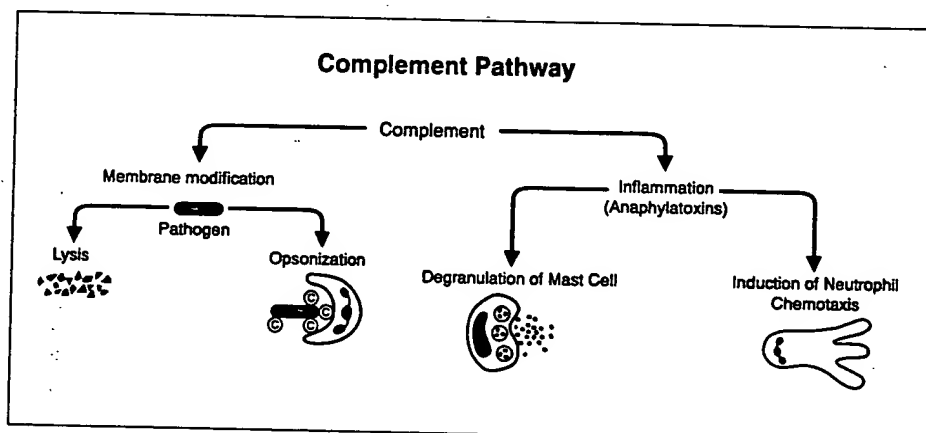 Complement Pathway
Complement
Membrane modification
Pathogen
Lysis
Opsonization
C
C
C
C
Inflammation
(Anaphylatoxins)
Degranulation of Mast Cell
Induction of Neutrophil
Chemotaxis